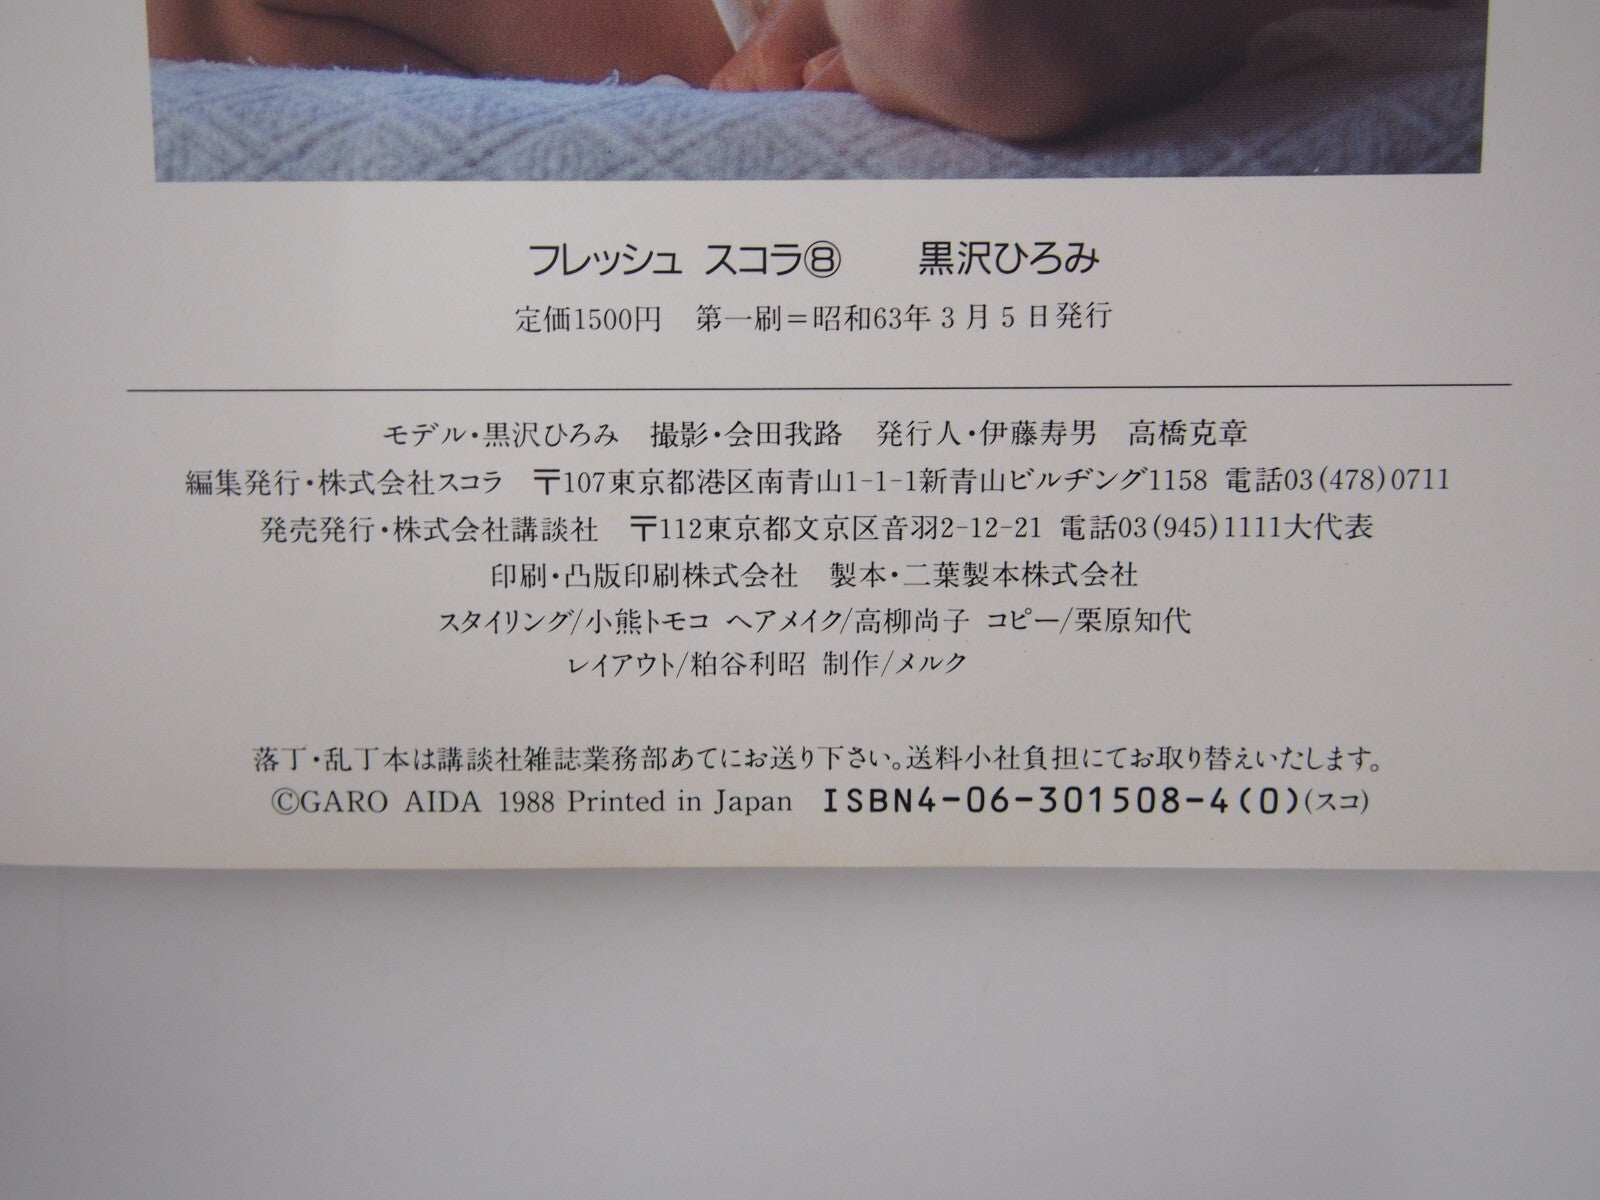 フレッシュ スコラ⑧　黒沢ひろみ
定価1500円　第一刷＝昭和63年3月5日発行
モデル・黒沢ひろみ　撮影・会田我路　発行人・伊藤寿男　高橋克章
編集発行・株式会社スコラ　〒107東京都港区南青山1-1-1新青山ビルヂング1158 電話03(478)0711
発売発行・株式会社講談社　〒112東京都文京区音羽2-12-21 電話03(945)1111大代表
印刷・凸版印刷株式会社　製本・二葉製本株式会社
スタイリング/小熊トモコ ヘアメイク/高柳尚子 コピー/栗原知代
レイアウト/粕谷利昭 制作/メルク
落丁・乱丁本は講談社雑誌業務部あてにお送り下さい。送料小社負担にてお取り替えいたします。
©GARO AIDA 1988 Printed in Japan　ISBN4-06-301508-4(0)(スコ)